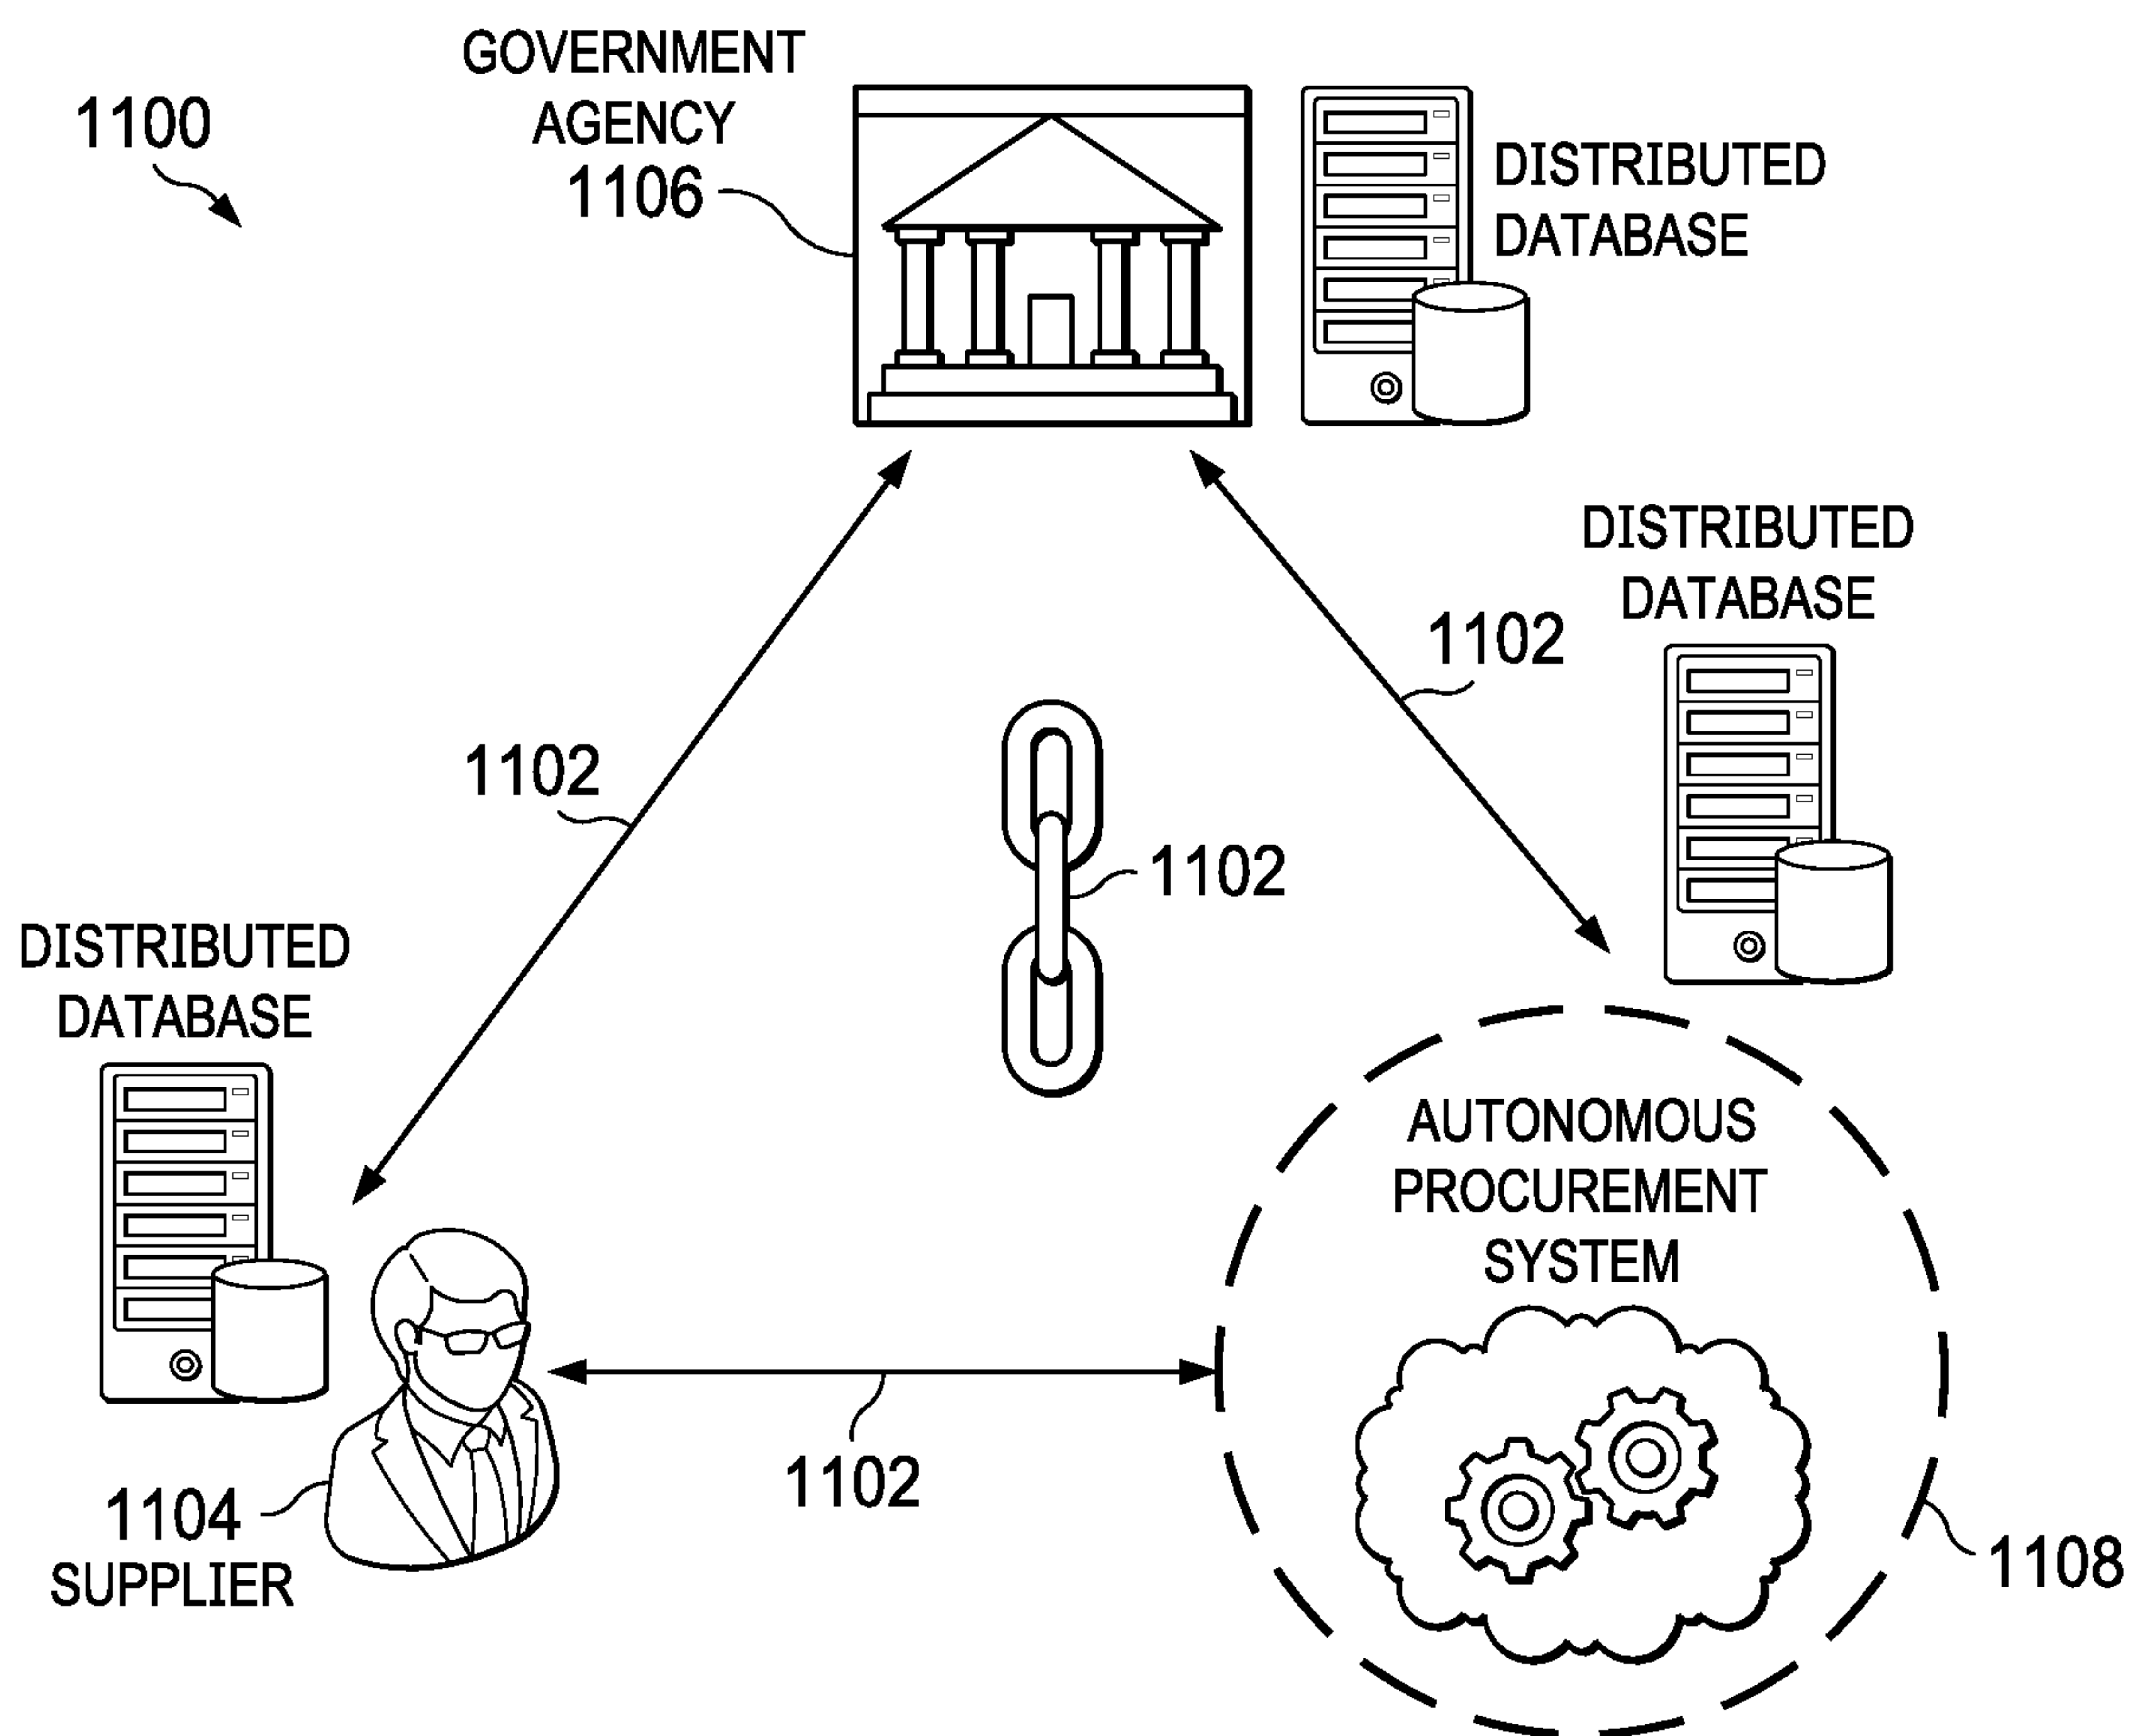 GOVERNMENT
AGENCY
1106
1100
DISTRIBUTED
DATABASE
DISTRIBUTED
DATABASE
1102
1102
1102
DISTRIBUTED
DATABASE
AUTONOMOUS
PROCUREMENT
SYSTEM
1102
1104
SUPPLIER
1108